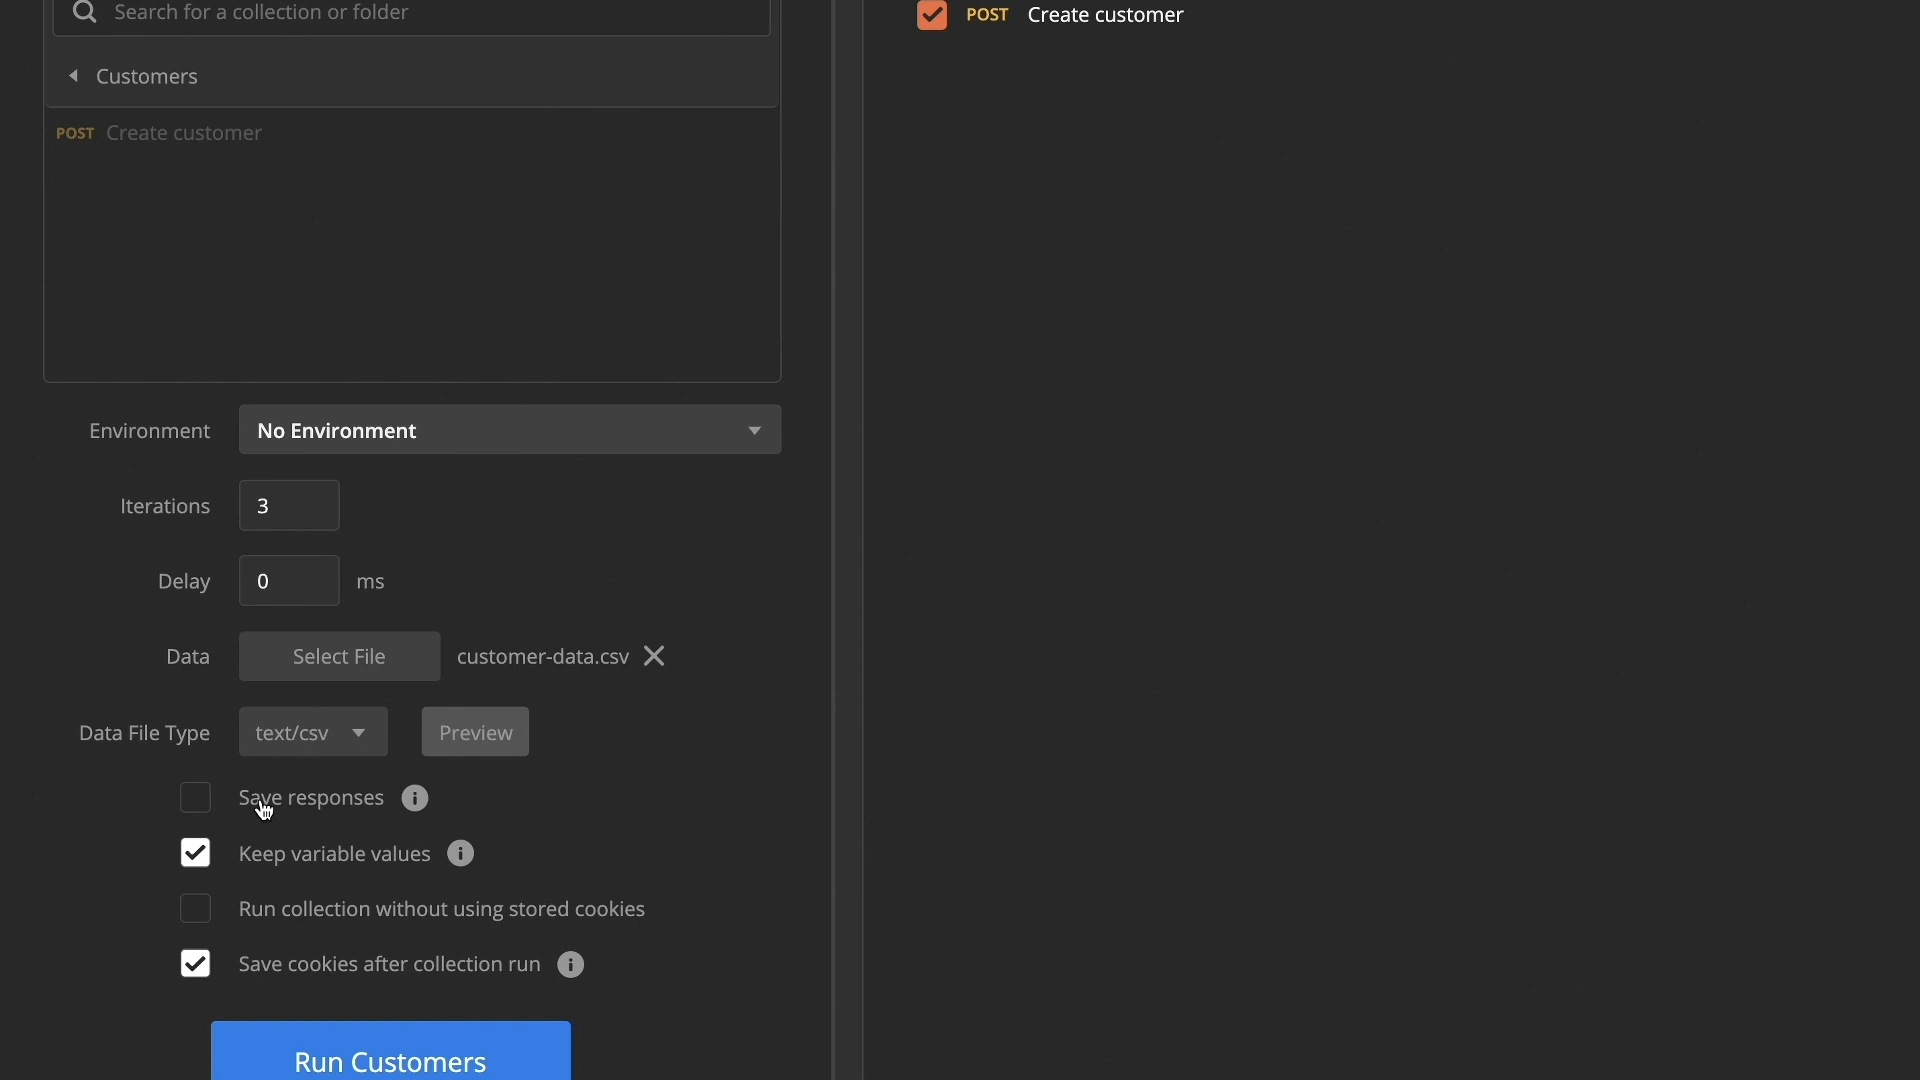 Search for a collection or folder
Customers
POST Create customer
Environment No Environment
Iterations 3
Delay 0 ms
Data Select File customer-data.csv
Data File Type text/csv Preview
Save responses
Keep variable values
Run collection without using stored cookies
Save cookies after collection run
Run Customers
POST Create customer